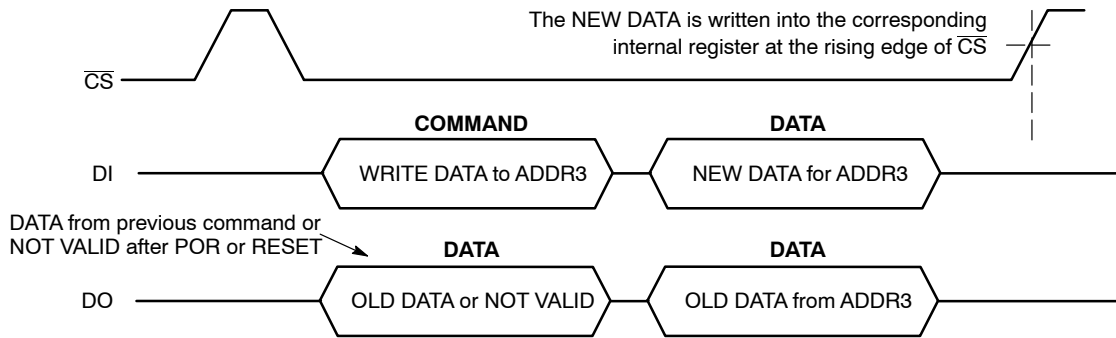 The NEW DATA is written into the corresponding
internal register at the rising edge of C̅S̅
C̅S̅
COMMAND
DATA
DI
WRITE DATA to ADDR3
NEW DATA for ADDR3
DATA from previous command or
NOT VALID after POR or RESET
DATA
DATA
DO
OLD DATA or NOT VALID
OLD DATA from ADDR3